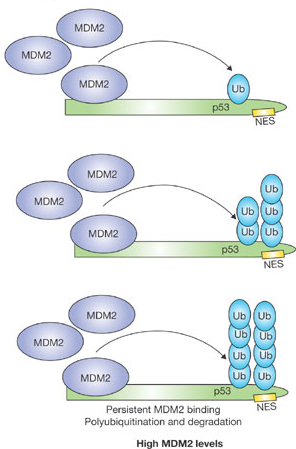 MDM2
MDM2
MDM2
Ub
p53
NES
MDM2
MDM2
MDM2
Ub
Ub
Ub
Ub
Ub
p53
NES
MDM2
MDM2
MDM2
Ub Ub
Ub Ub
Ub Ub
Ub Ub
p53
NES
Persistent MDM2 binding
Polyubiquitination and degradation
High MDM2 levels